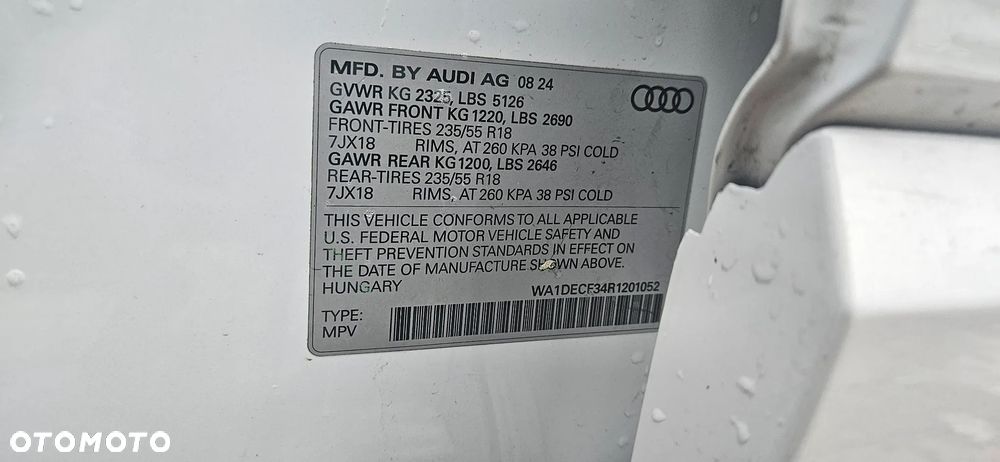 MFD. BY AUDI AG 08 24
GVWR KG 2325, LBS 5126
GAWR FRONT KG 1220, LBS 2690
FRONT-TIRES 235/55 R18
7JX18 RIMS, AT 260 KPA 38 PSI COLD
GAWR REAR KG 1200, LBS 2646
REAR-TIRES 235/55 R18
7JX18 RIMS, AT 260 KPA 38 PSI COLD
THIS VEHICLE CONFORMS TO ALL APPLICABLE
U.S. FEDERAL MOTOR VEHICLE SAFETY AND
THEFT PREVENTION STANDARDS IN EFFECT ON
THE DATE OF MANUFACTURE SHOWN ABOVE.
HUNGARY WA1DECF34R1201052
TYPE:
MPV
OTOMOTO